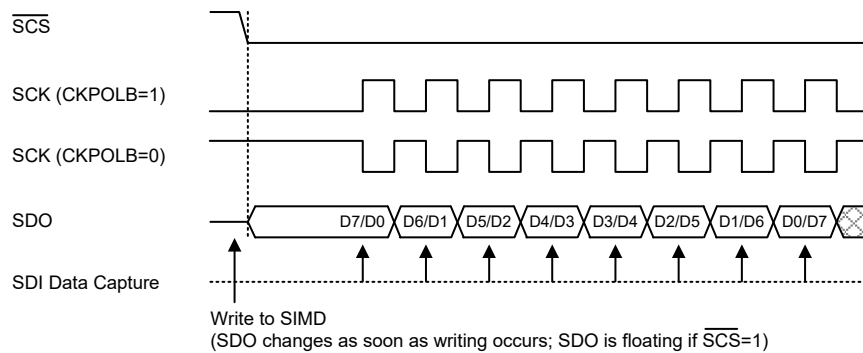 SCS
SCK (CKPOLB=1)
SCK (CKPOLB=0)
SDO D7/D0 D6/D1 D5/D2 D4/D3 D3/D4 D2/D5 D1/D6 D0/D7
SDI Data Capture
Write to SIMD
(SDO changes as soon as writing occurs; SDO is floating if SCS=1)